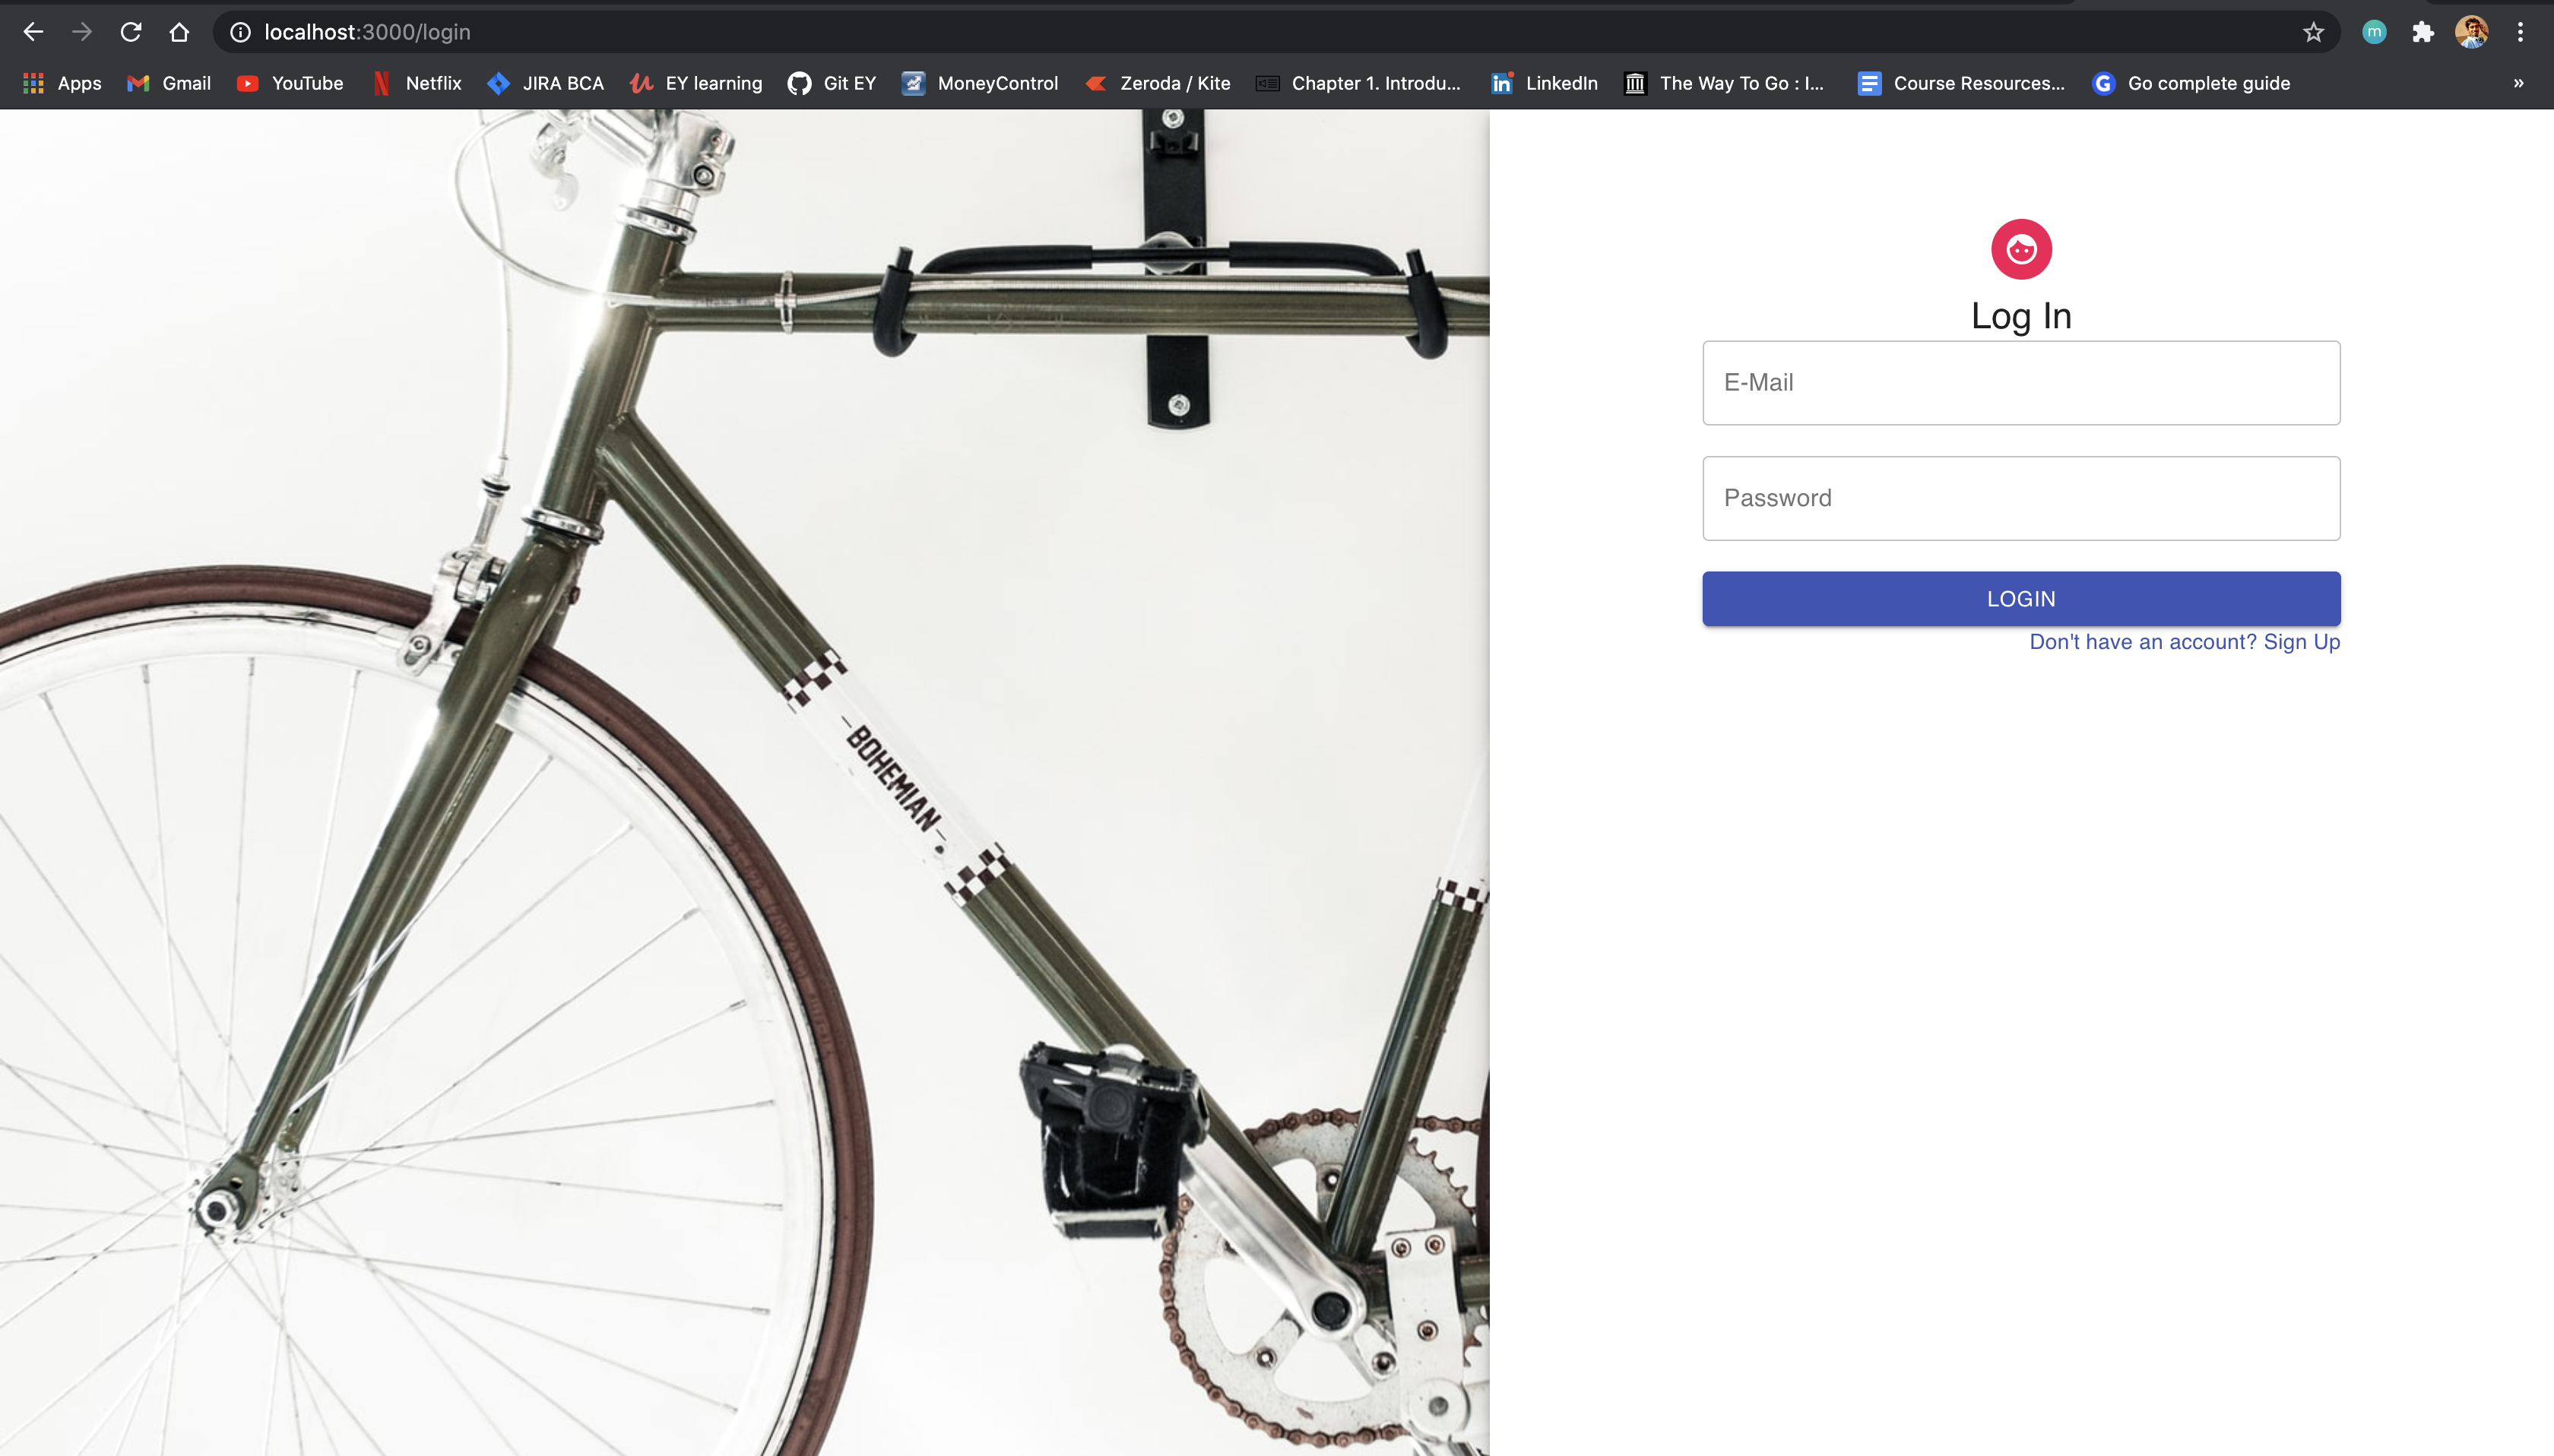 localhost:3000/login
m
Apps Gmail YouTube Netflix JIRA BCA EY learning Git EY MoneyControl Zeroda / Kite Chapter 1. Introdu... LinkedIn The Way To Go : I... Course Resources... Go complete guide »
Log In
E-Mail
Password
LOGIN
Don't have an account? Sign Up
BOHEMIAN